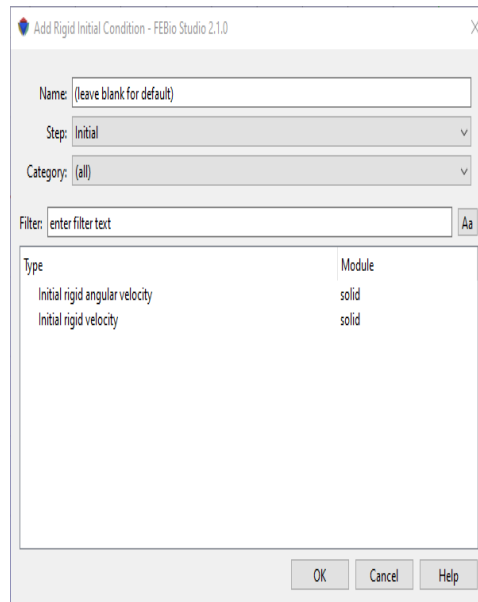 Add Rigid Initial Condition - FEBio Studio 2.1.0
Name: (leave blank for default)
Step: Initial
Category: (all)
Filter: enter filter text Aa
Type Module
Initial rigid angular velocity solid
Initial rigid velocity solid
OK Cancel Help